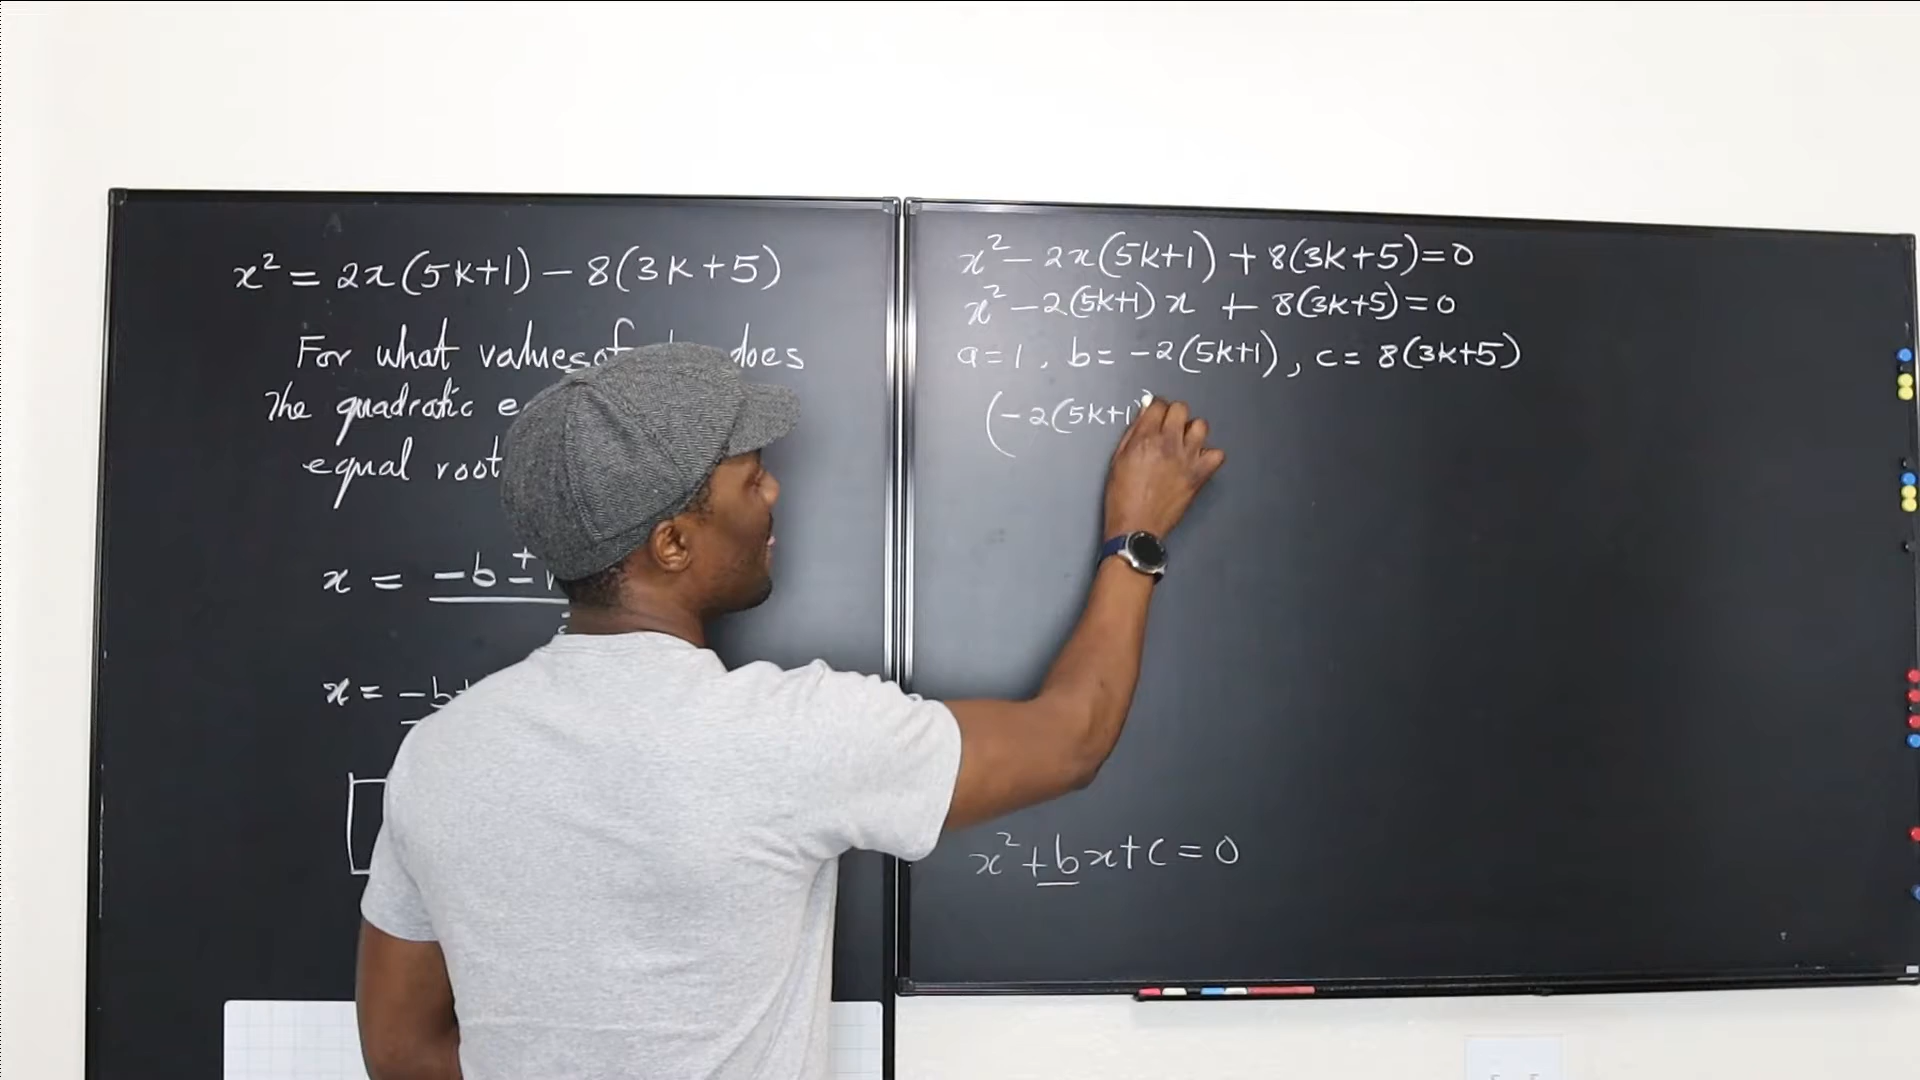 x² = 2x(5k+1) − 8(3k+5)
For what values of does
The quadratic
equal
x = −b ±
x = −b
x² − 2x(5k+1) + 8(3k+5) = 0
x² − 2(5k+1)x + 8(3k+5) = 0
a = 1, b = −2(5k+1), c = 8(3k+5)
(−2(5k+1)
x² + bx + c = 0